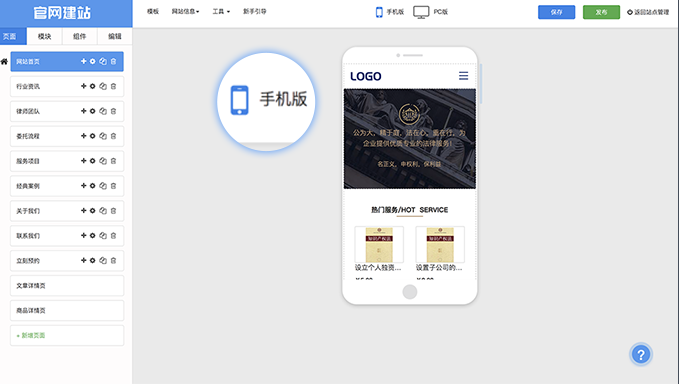 官网建站
模板 网站信息 工具 新手引导
手机版 PC版
保存 发布 返回站点管理
页面 模块 组件 编辑
网站首页
行业资讯
律师团队
委托流程
服务项目
经典案例
关于我们
联系我们
立刻预约
文章详情页
商品详情页
+ 新增页面
手机版
LOGO
公为大，精于庭，法在心，重在行，为
企业提供优质专业的法律服务！
名正义，申权利，保利益
热门服务/HOT SERVICE
知识产权法 知识产权法
设立个人独资... 设置子公司的...
?